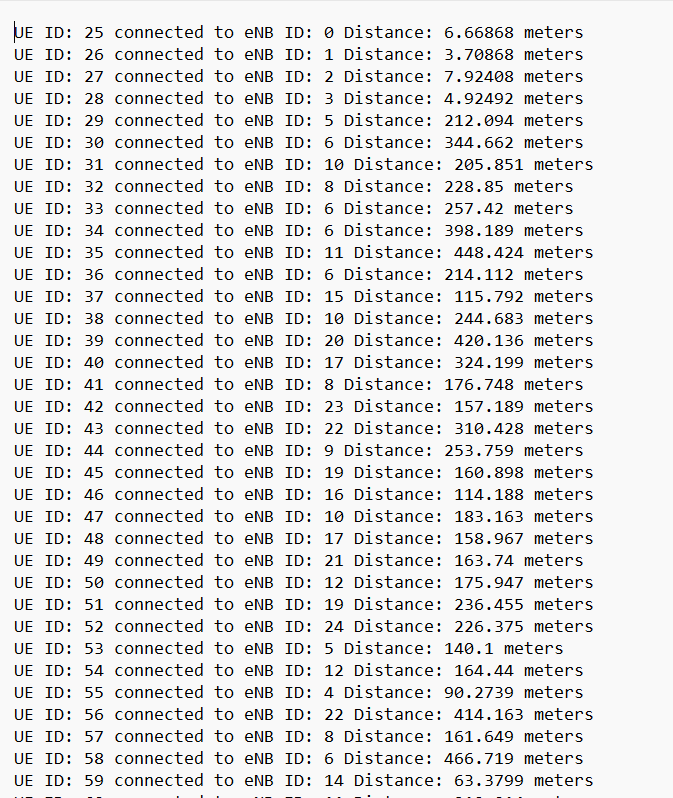 UE ID: 25 connected to eNB ID: 0 Distance: 6.66868 meters
UE ID: 26 connected to eNB ID: 1 Distance: 3.70868 meters
UE ID: 27 connected to eNB ID: 2 Distance: 7.92408 meters
UE ID: 28 connected to eNB ID: 3 Distance: 4.92492 meters
UE ID: 29 connected to eNB ID: 5 Distance: 212.094 meters
UE ID: 30 connected to eNB ID: 6 Distance: 344.662 meters
UE ID: 31 connected to eNB ID: 10 Distance: 205.851 meters
UE ID: 32 connected to eNB ID: 8 Distance: 228.85 meters
UE ID: 33 connected to eNB ID: 6 Distance: 257.42 meters
UE ID: 34 connected to eNB ID: 6 Distance: 398.189 meters
UE ID: 35 connected to eNB ID: 11 Distance: 448.424 meters
UE ID: 36 connected to eNB ID: 6 Distance: 214.112 meters
UE ID: 37 connected to eNB ID: 15 Distance: 115.792 meters
UE ID: 38 connected to eNB ID: 10 Distance: 244.683 meters
UE ID: 39 connected to eNB ID: 20 Distance: 420.136 meters
UE ID: 40 connected to eNB ID: 17 Distance: 324.199 meters
UE ID: 41 connected to eNB ID: 8 Distance: 176.748 meters
UE ID: 42 connected to eNB ID: 23 Distance: 157.189 meters
UE ID: 43 connected to eNB ID: 22 Distance: 310.428 meters
UE ID: 44 connected to eNB ID: 9 Distance: 253.759 meters
UE ID: 45 connected to eNB ID: 19 Distance: 160.898 meters
UE ID: 46 connected to eNB ID: 16 Distance: 114.188 meters
UE ID: 47 connected to eNB ID: 10 Distance: 183.163 meters
UE ID: 48 connected to eNB ID: 17 Distance: 158.967 meters
UE ID: 49 connected to eNB ID: 21 Distance: 163.74 meters
UE ID: 50 connected to eNB ID: 12 Distance: 175.947 meters
UE ID: 51 connected to eNB ID: 19 Distance: 236.455 meters
UE ID: 52 connected to eNB ID: 24 Distance: 226.375 meters
UE ID: 53 connected to eNB ID: 5 Distance: 140.1 meters
UE ID: 54 connected to eNB ID: 12 Distance: 164.44 meters
UE ID: 55 connected to eNB ID: 4 Distance: 90.2739 meters
UE ID: 56 connected to eNB ID: 22 Distance: 414.163 meters
UE ID: 57 connected to eNB ID: 8 Distance: 161.649 meters
UE ID: 58 connected to eNB ID: 6 Distance: 466.719 meters
UE ID: 59 connected to eNB ID: 14 Distance: 63.3799 meters